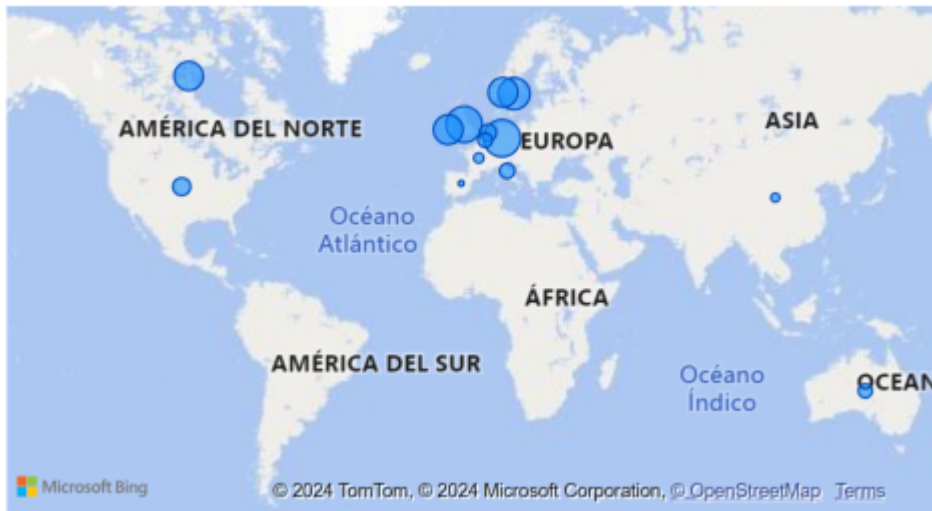 AMÉRICA DEL NORTE
EUROPA
ASIA
Océano
Atlántico
ÁFRICA
AMÉRICA DEL SUR
Océano
Índico
OCEAN
Microsoft Bing
© 2024 TomTom, © 2024 Microsoft Corporation, © OpenStreetMap Terms